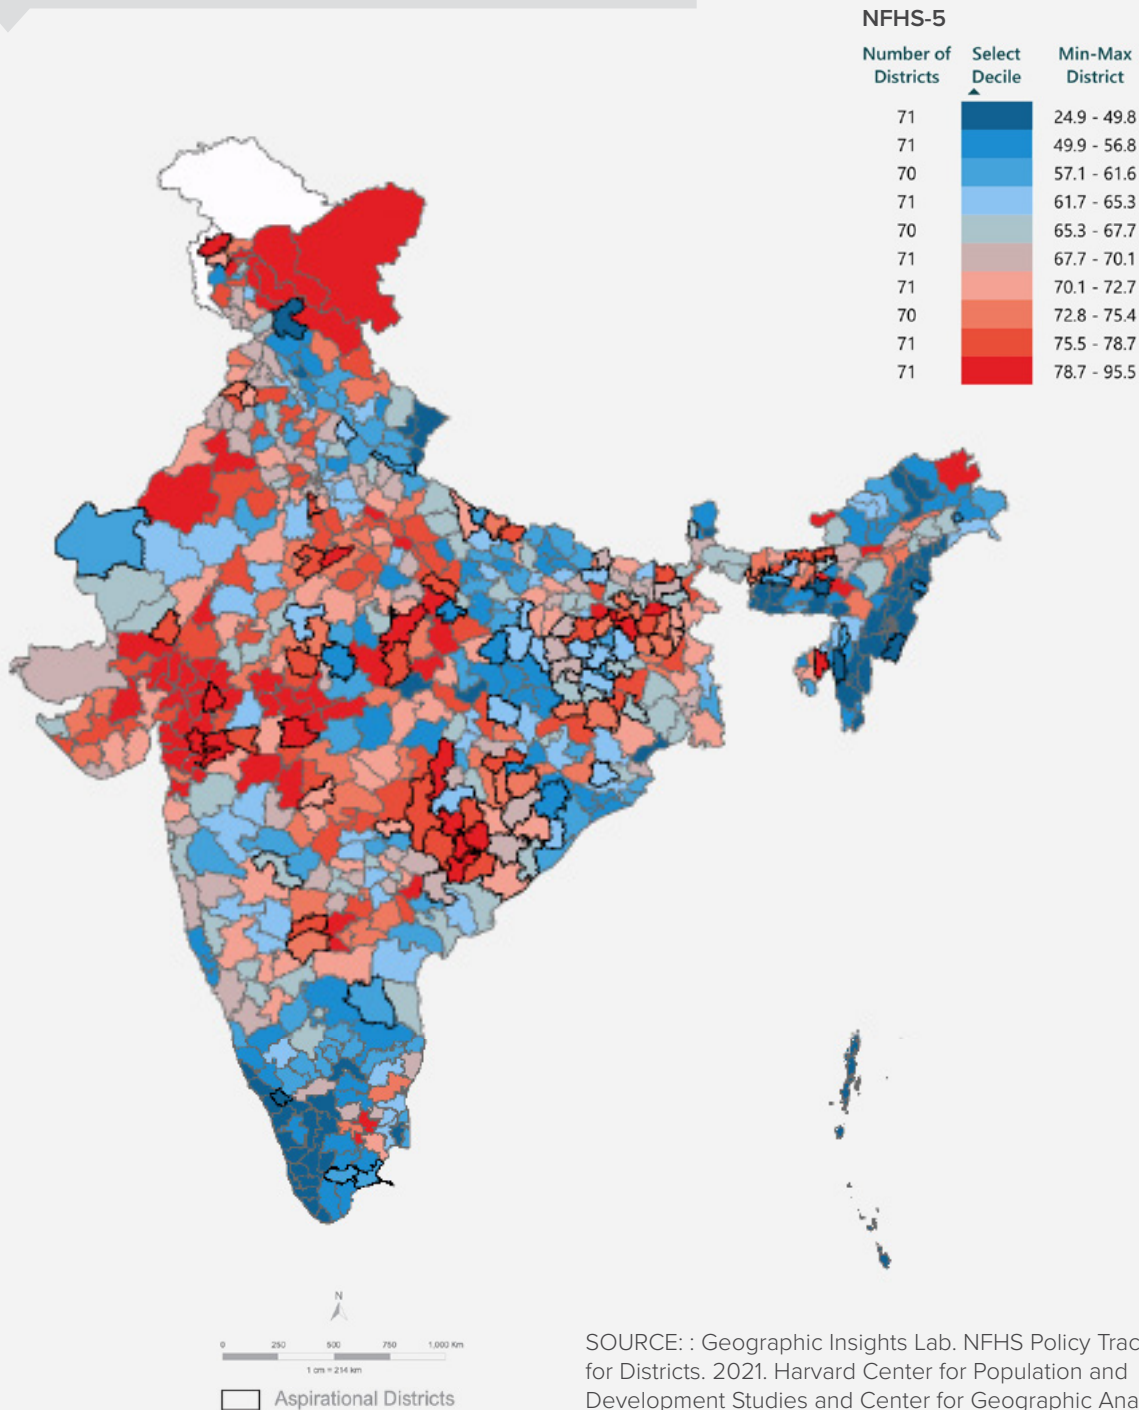 NFHS-5
Number of Districts Select Decile Min-Max District
71 24.9 - 49.8
71 49.9 - 56.8
70 57.1 - 61.6
71 61.7 - 65.3
70 65.3 - 67.7
71 67.7 - 70.1
71 70.1 - 72.7
70 72.8 - 75.4
71 75.5 - 78.7
71 78.7 - 95.5
N
0 250 500 750 1,000 Km
1 cm = 214 km
Aspirational Districts
SOURCE: : Geographic Insights Lab. NFHS Policy Trac
for Districts. 2021. Harvard Center for Population and
Development Studies and Center for Geographic Ana